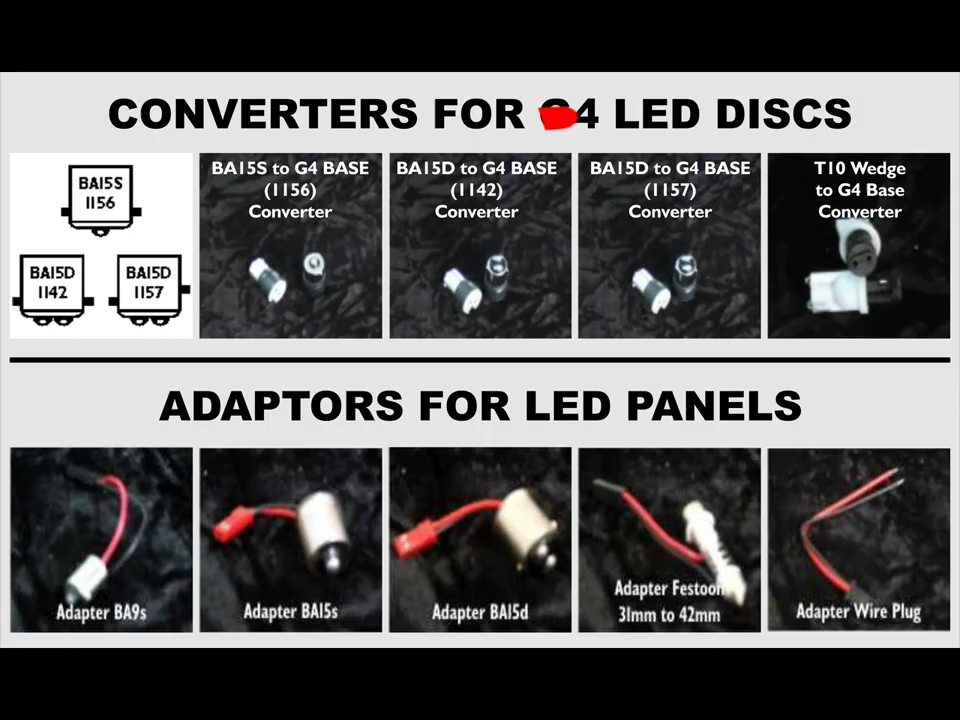 CONVERTERS FOR G4 LED DISCS
BA15S
1156
BA15D
1142
BA15D
1157
BA15S to G4 BASE
(1156)
Converter
BA15D to G4 BASE
(1142)
Converter
BA15D to G4 BASE
(1157)
Converter
T10 Wedge
to G4 Base
Converter
ADAPTORS FOR LED PANELS
Adapter BA9s
Adapter BA15s
Adapter BA15d
Adapter Festoon
31mm to 42mm
Adapter Wire Plug